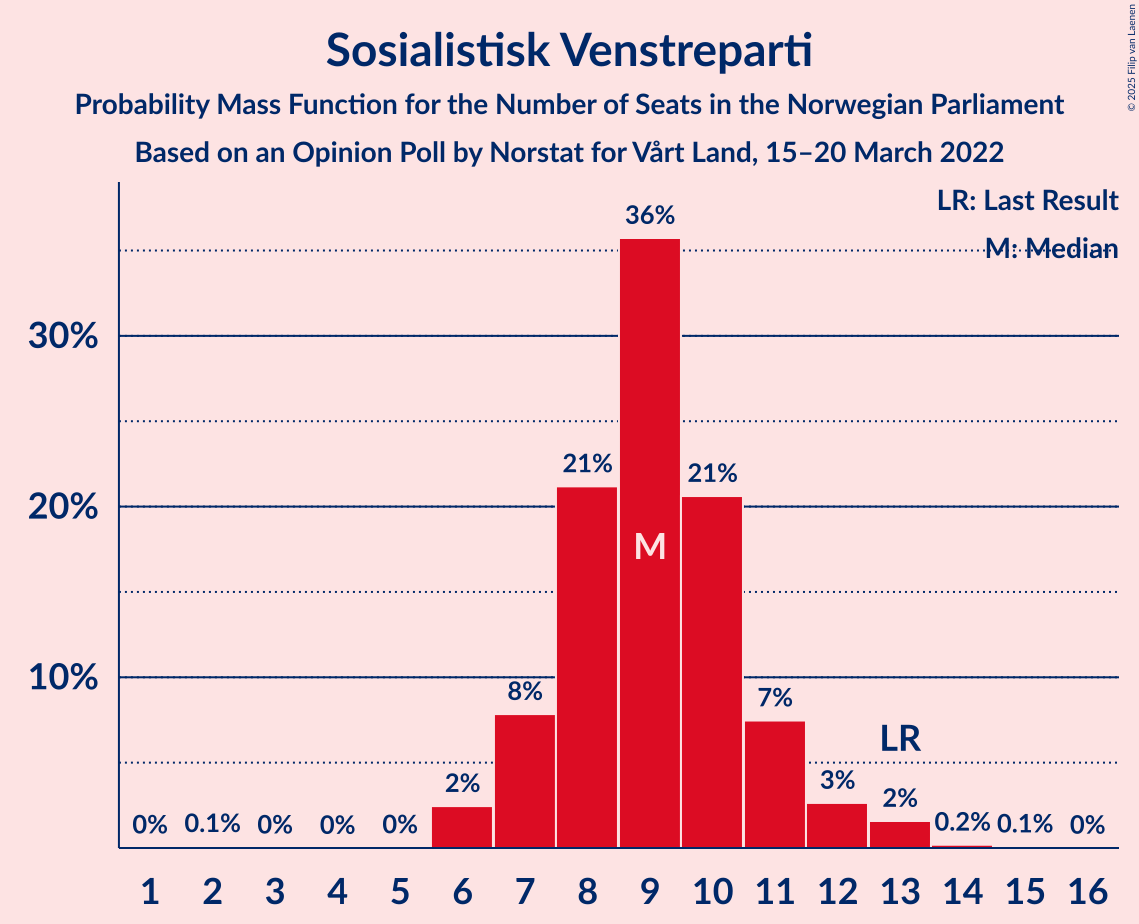 Sosialistisk Venstreparti
Probability Mass Function for the Number of Seats in the Norwegian Parliament
Based on an Opinion Poll by Norstat for Vårt Land, 15–20 March 2022
© 2025 Filip van Laenen
LR: Last Result
M: Median
36%
30%
21%
21%
20%
M
10%
8%
7%
LR
2%
3%
2%
0%
0.1%
0%
0%
0%
0.2%
0.1%
0%
1 2 3 4 5 6 7 8 9 10 11 12 13 14 15 16